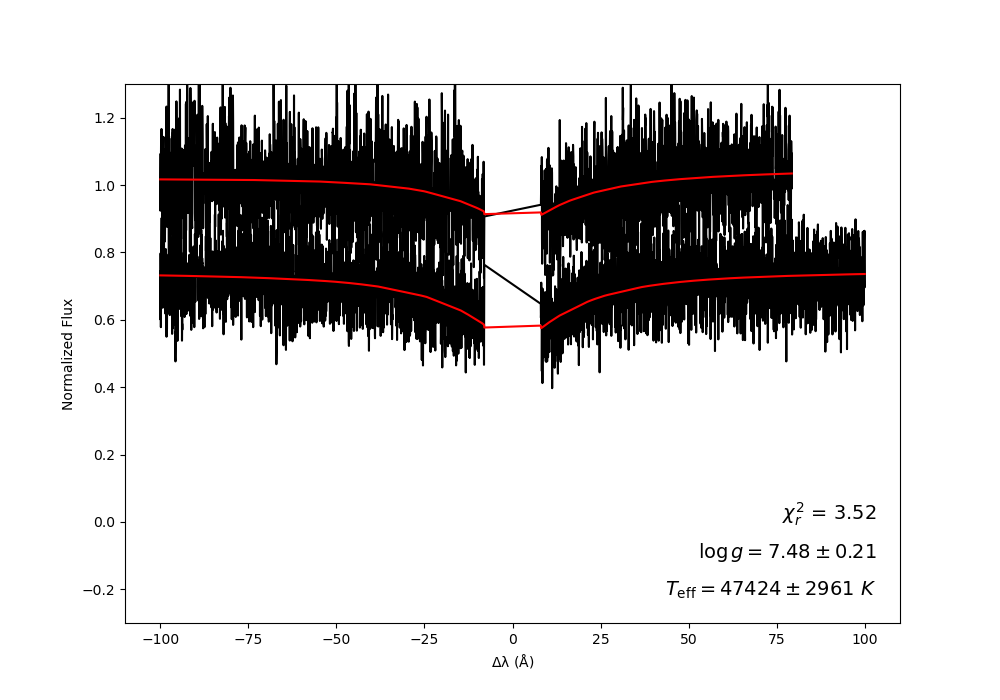 1.2
1.0
0.8
0.6
0.4
0.2
0.0
−0.2
Normalized Flux
χ²ᵣ = 3.52
log g = 7.48 ± 0.21
T_eff = 47424 ± 2961 K
−100 −75 −50 −25 0 25 50 75 100
Δλ (Å)